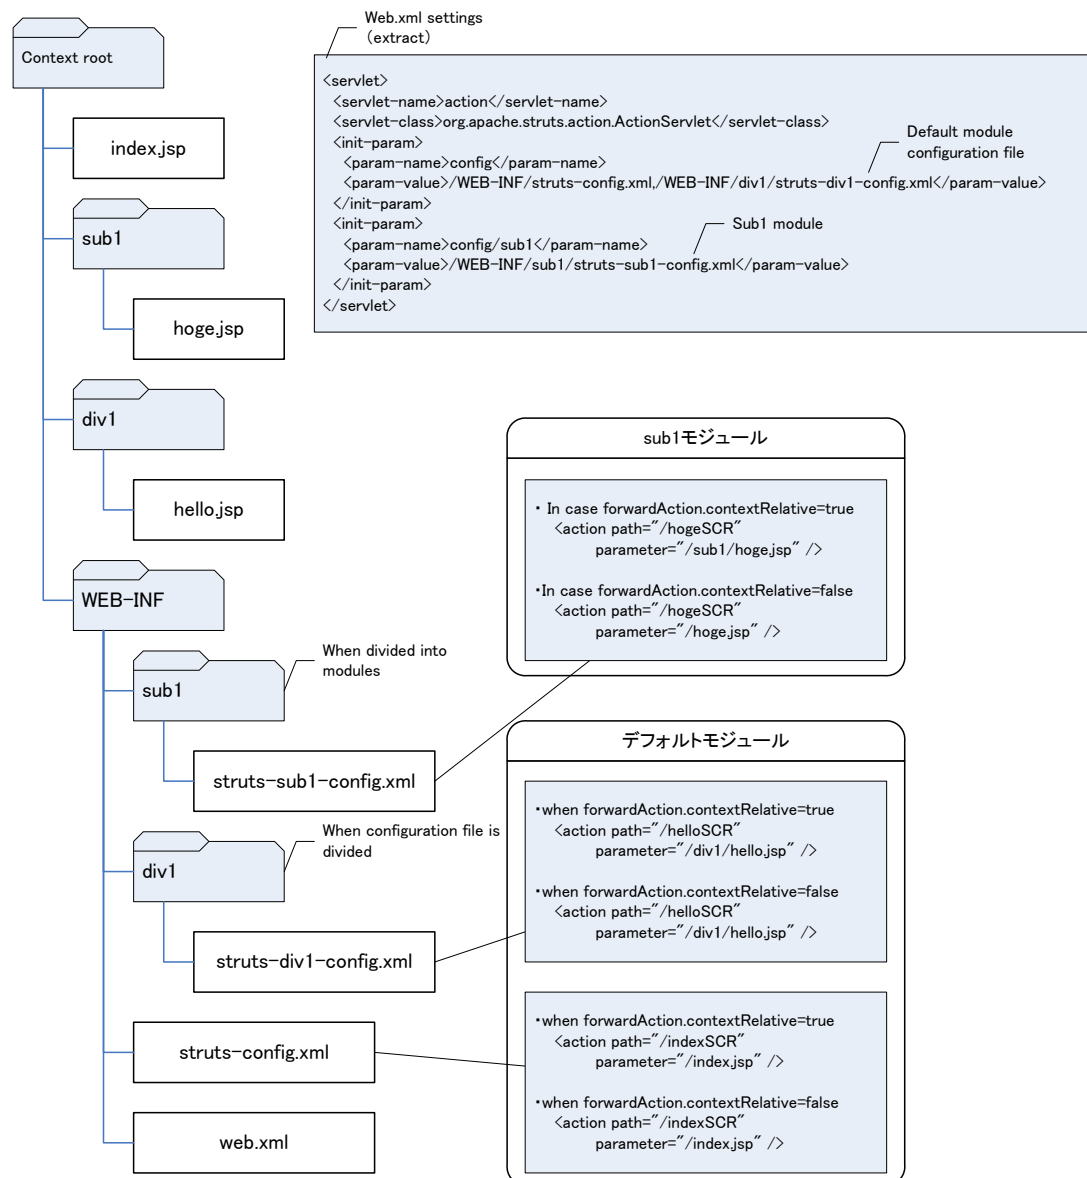 Context root
index.jsp
sub1
hoge.jsp
div1
hello.jsp
WEB-INF
sub1
When divided into
modules
struts-sub1-config.xml
div1
When configuration file is
divided
struts-div1-config.xml
struts-config.xml
web.xml
Web.xml settings
(extract)
<servlet>
<servlet-name>action</servlet-name>
<servlet-class>org.apache.struts.action.ActionServlet</servlet-class>
<init-param>
<param-name>config</param-name>
<param-value>/WEB-INF/struts-config.xml,/WEB-INF/div1/struts-div1-config.xml</param-value>
</init-param>
<init-param>
<param-name>config/sub1</param-name>
<param-value>/WEB-INF/sub1/struts-sub1-config.xml</param-value>
</init-param>
</servlet>
Default module
configuration file
Sub1 module
sub1モジュール
・ In case forwardAction.contextRelative=true
<action path="/hogeSCR"
parameter="/sub1/hoge.jsp" />
・In case forwardAction.contextRelative=false
<action path="/hogeSCR"
parameter="/hoge.jsp" />
デフォルトモジュール
・when forwardAction.contextRelative=true
<action path="/helloSCR"
parameter="/div1/hello.jsp" />
・when forwardAction.contextRelative=false
<action path="/helloSCR"
parameter="/div1/hello.jsp" />
・when forwardAction.contextRelative=true
<action path="/indexSCR"
parameter="/index.jsp" />
・when forwardAction.contextRelative=false
<action path="/indexSCR"
parameter="/index.jsp" />